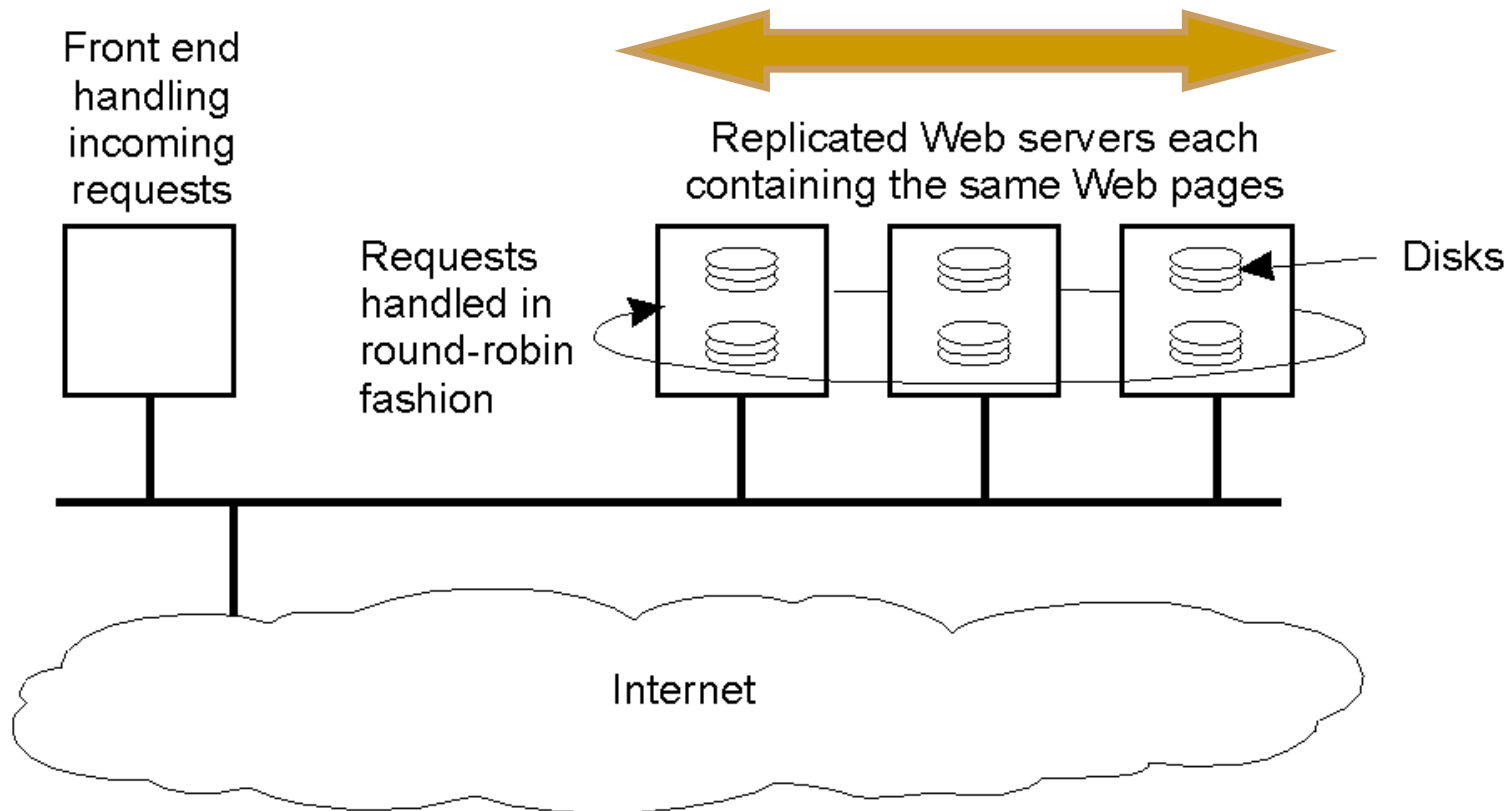 Front end
handling
incoming
requests
Replicated Web servers each
containing the same Web pages
Requests
handled in
round-robin
fashion
Disks
Internet